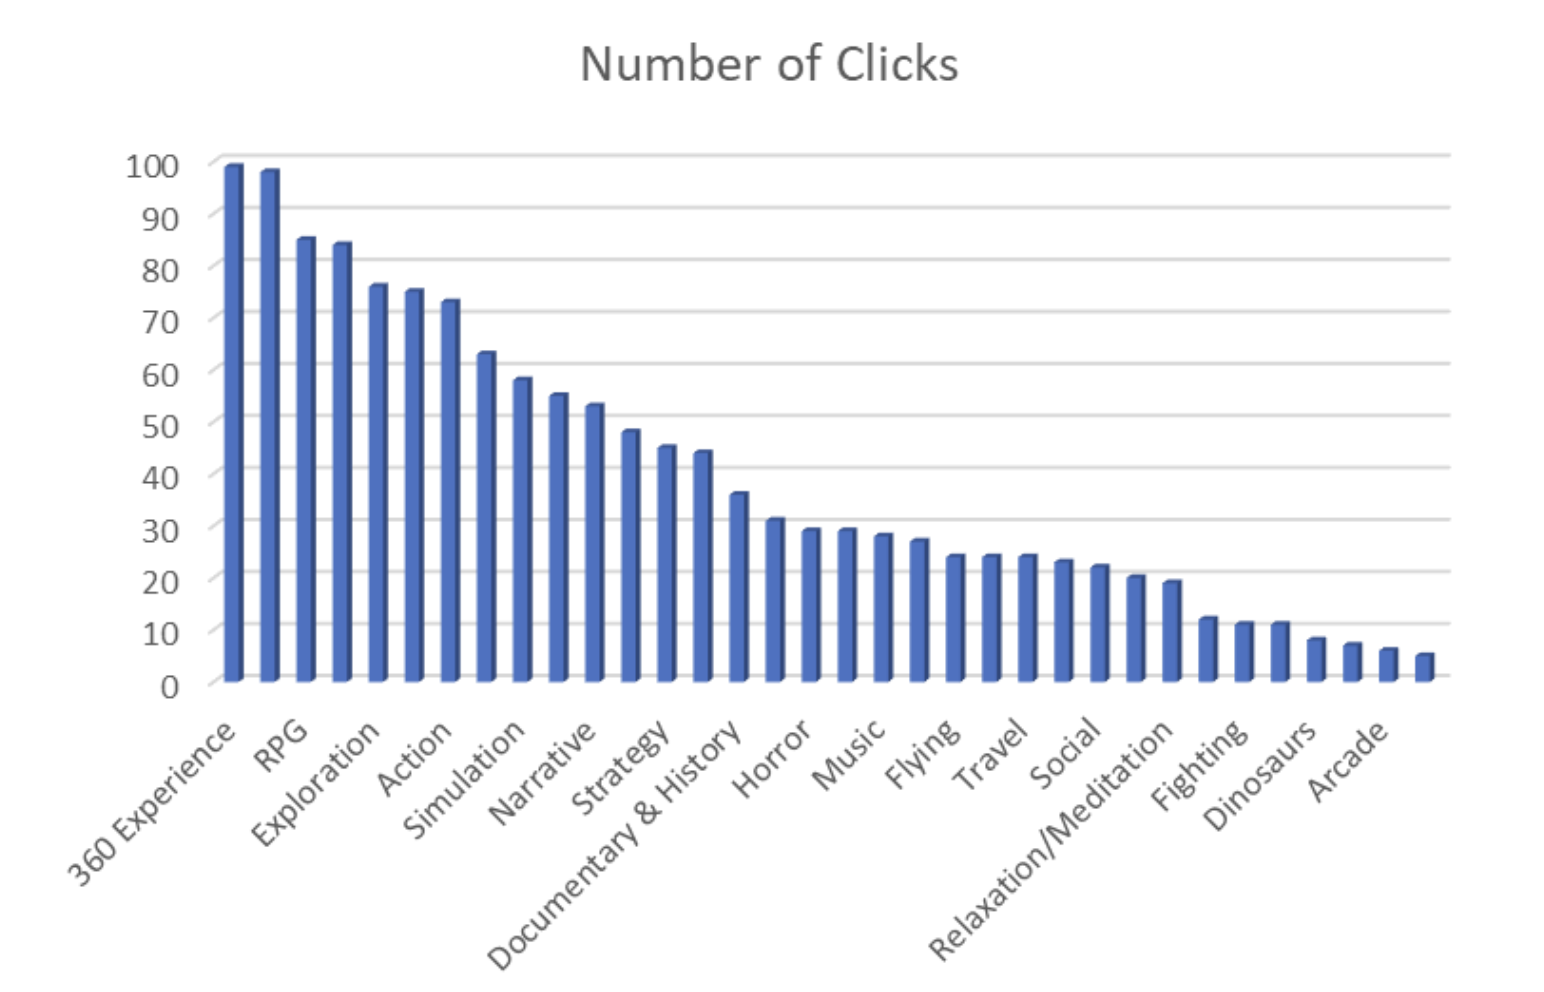 Number of Clicks
100
90
80
70
60
50
40
30
20
10
0
360 Experience
RPG
Exploration
Action
Simulation
Narrative
Strategy
Documentary & History
Horror
Music
Flying
Travel
Social
Relaxation/Meditation
Fighting
Dinosaurs
Arcade